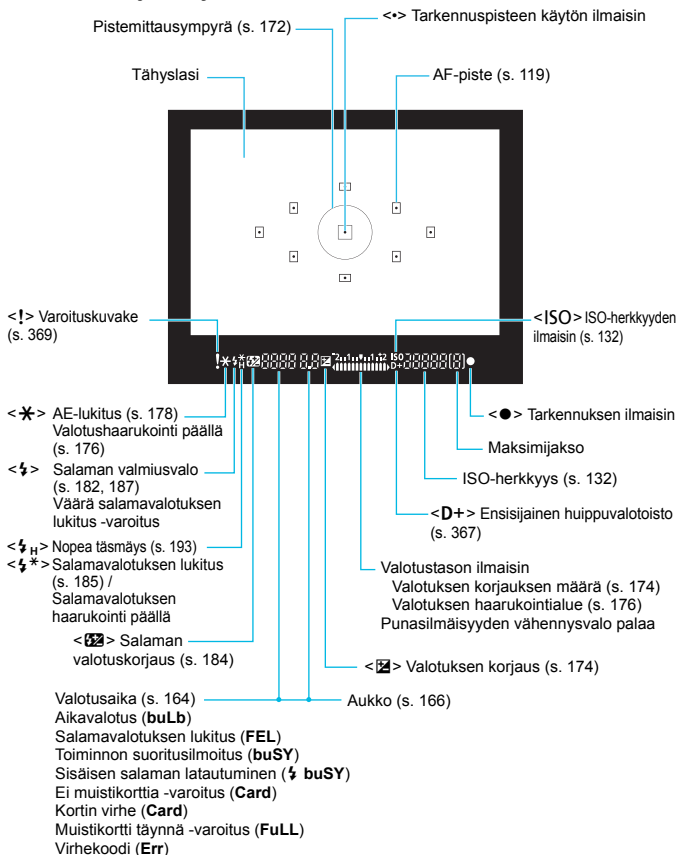 Pistemittausympyrä (s. 172)
<•> Tarkennuspisteen käytön ilmaisin
Tähyslasi
AF-piste (s. 119)
<!> Varoituskuvake
(s. 369)
<ISO> ISO-herkkyyden
ilmaisin (s. 132)
<✱> AE-lukitus (s. 178)
Valotushaarukointi päällä
(s. 176)
<⚡> Salaman valmiusvalo
(s. 182, 187)
Väärä salamavalotuksen
lukitus -varoitus
<⚡H> Nopea täsmäys (s. 193)
<⚡*> Salamavalotuksen lukitus
(s. 185) /
Salamavalotuksen
haarukointi päällä
Salaman
valotuskorjaus (s. 184)
<●> Tarkennuksen ilmaisin
Maksimijakso
ISO-herkkyys (s. 132)
<D+> Ensisijainen huippuvalotoisto
(s. 367)
Valotustason ilmaisin
Valotuksen korjauksen määrä (s. 174)
Valotuksen haarukointialue (s. 176)
Punasilmäisyyden vähennysvalo palaa
Valotuksen korjaus (s. 174)
Valotusaika (s. 164)
Aukko (s. 166)
Aikavalotus (buLb)
Salamavalotuksen lukitus (FEL)
Toiminnon suoritusilmoitus (buSY)
Sisäisen salaman latautuminen (⚡ buSY)
Ei muistikorttia -varoitus (Card)
Kortin virhe (Card)
Muistikortti täynnä -varoitus (FuLL)
Virhekoodi (Err)